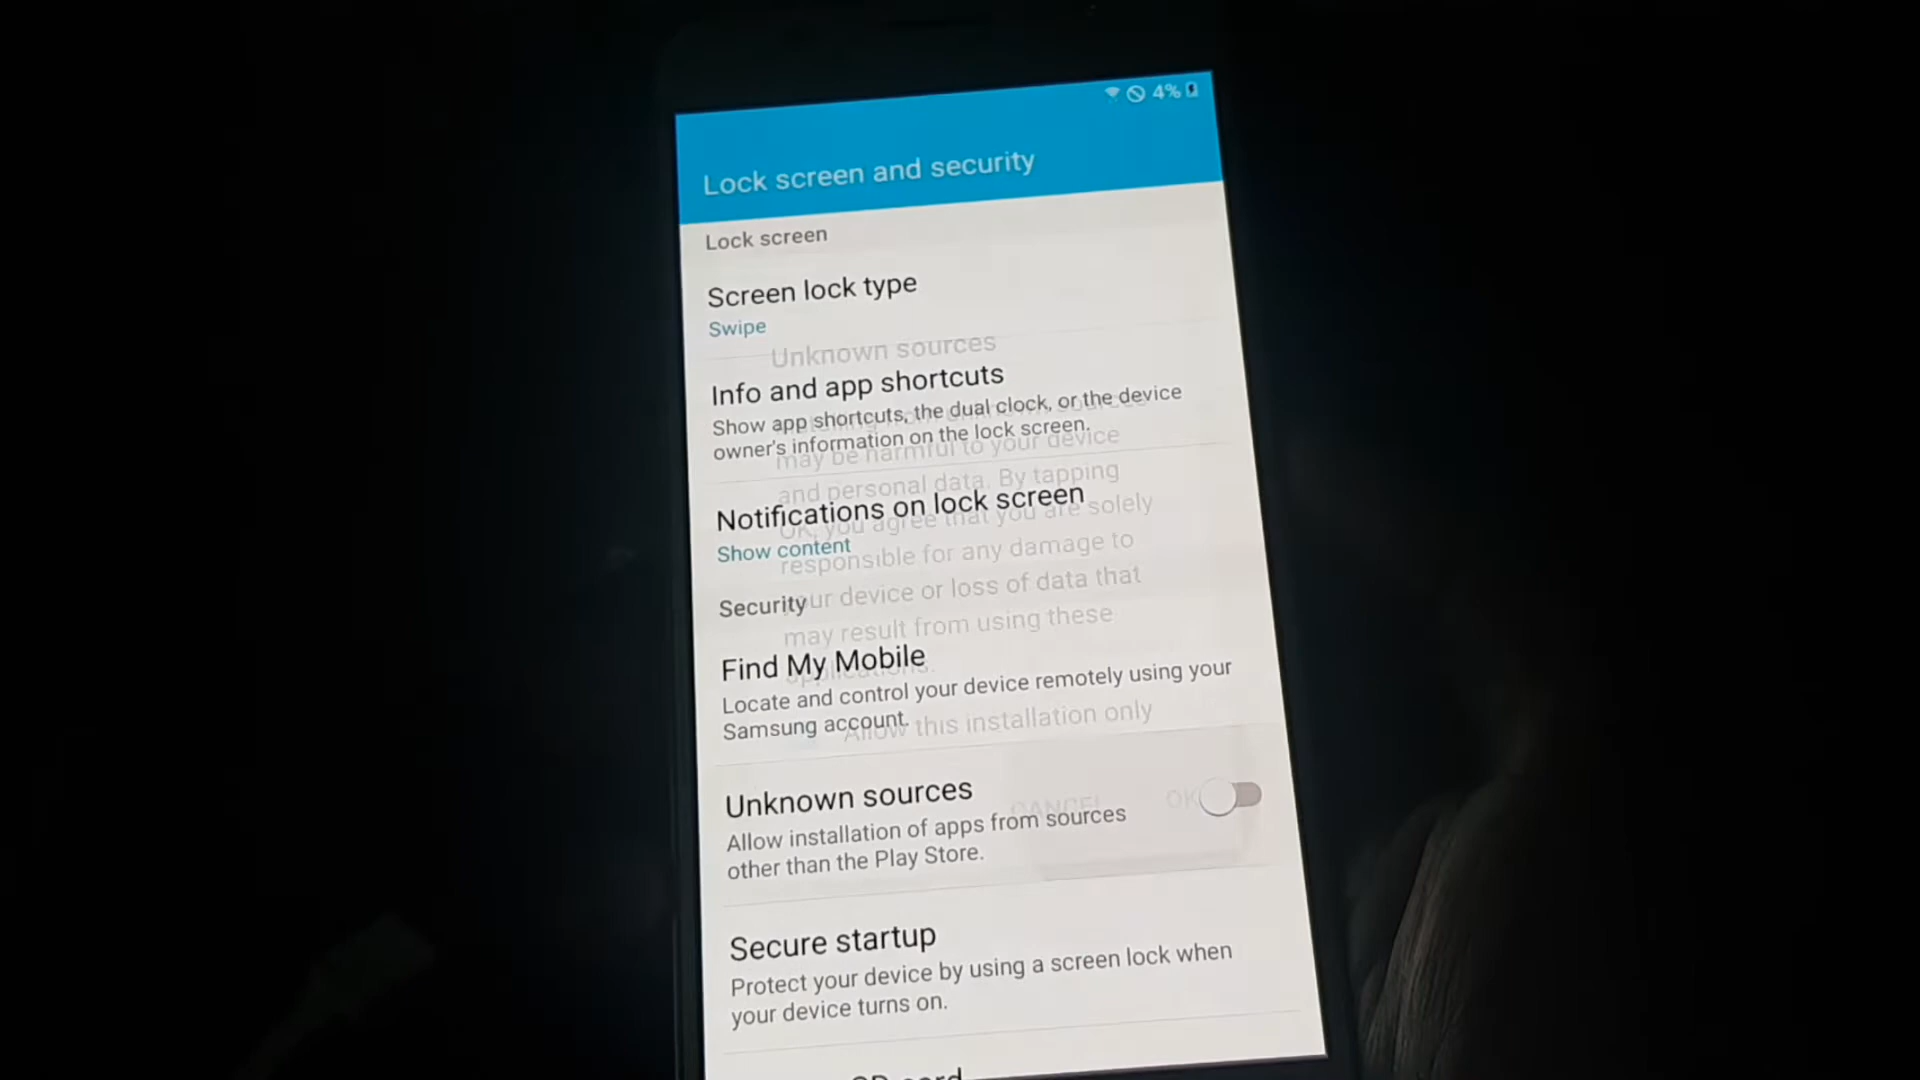 4%
Lock screen and security
Lock screen
Screen lock type
Swipe
Unknown sources
Info and app shortcuts
Show app shortcuts, the dual clock, or the device
owner's information on the lock screen.
may be harmful to your device
and personal data. By tapping
Notifications on lock screen
OK, you agree that you are solely
Show content
responsible for any damage to
Security
your device or loss of data that
may result from using these
Find My Mobile
applications.
Locate and control your device remotely using your
Samsung account.
Allow this installation only
Unknown sources
CANCEL OK
Allow installation of apps from sources
other than the Play Store.
Secure startup
Protect your device by using a screen lock when
your device turns on.
SD card